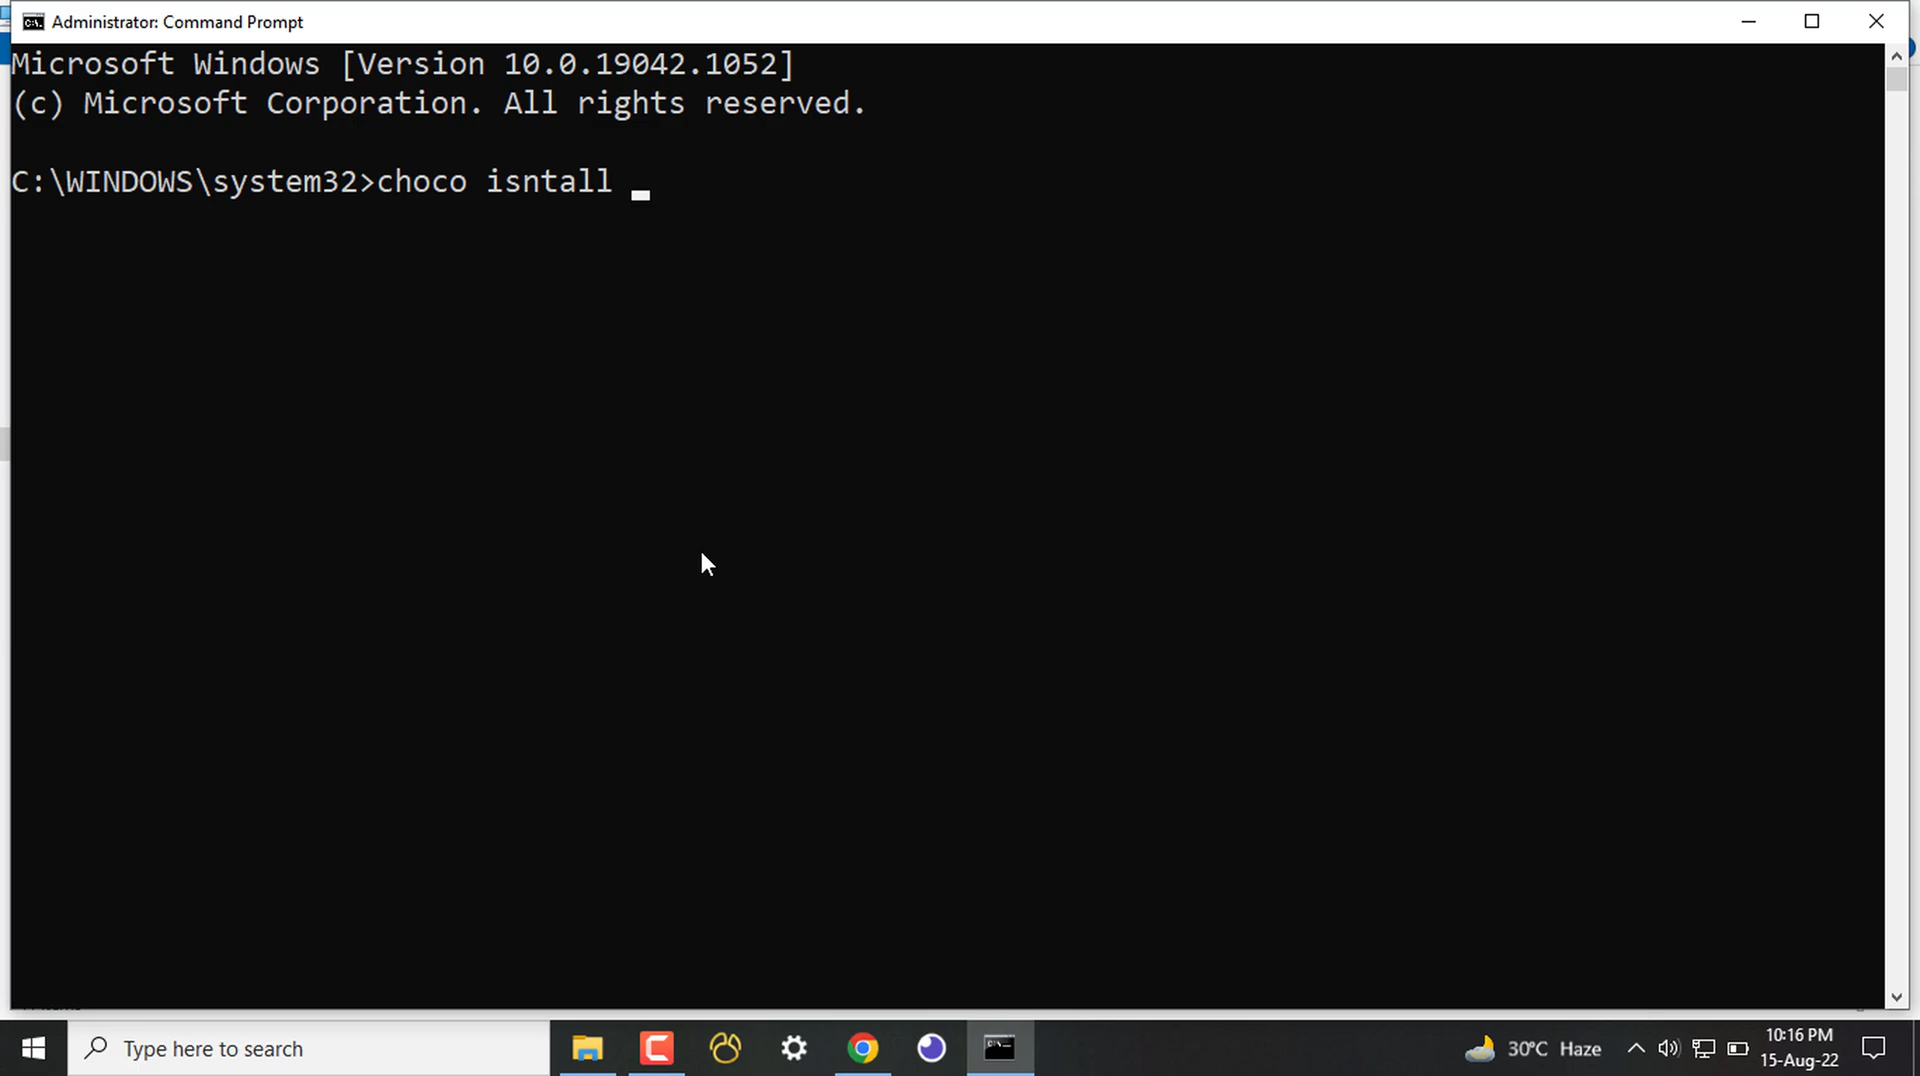 Administrator: Command Prompt
Microsoft Windows [Version 10.0.19042.1052]
(c) Microsoft Corporation. All rights reserved.
C:\WINDOWS\system32>choco isntall
Type here to search
30°C Haze
10:16 PM
15-Aug-22